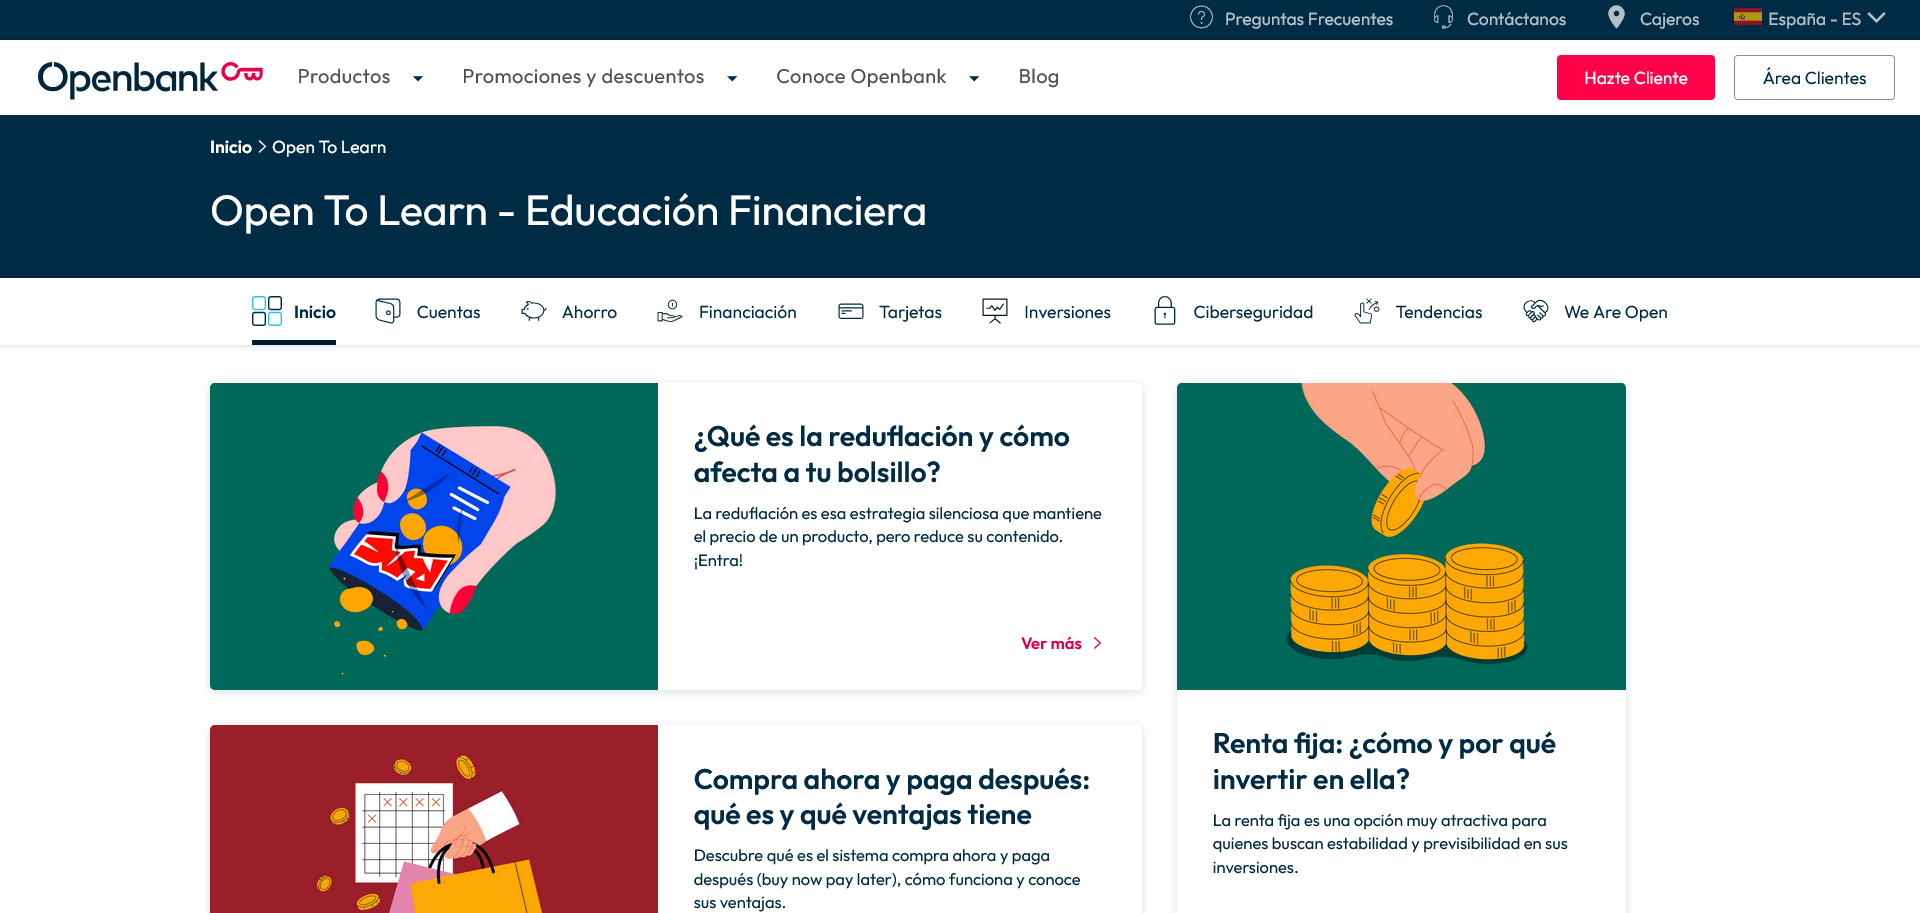 Preguntas Frecuentes
Contáctanos
Cajeros
España - ES
Openbank
Productos
Promociones y descuentos
Conoce Openbank
Blog
Hazte Cliente
Área Clientes
Inicio > Open To Learn
Open To Learn - Educación Financiera
Inicio
Cuentas
Ahorro
Financiación
Tarjetas
Inversiones
Ciberseguridad
Tendencias
We Are Open
¿Qué es la reduflación y cómo
afecta a tu bolsillo?
La reduflación es esa estrategia silenciosa que mantiene
el precio de un producto, pero reduce su contenido.
¡Entra!
Ver más
Compra ahora y paga después:
qué es y qué ventajas tiene
Descubre qué es el sistema compra ahora y paga
después (buy now pay later), cómo funciona y conoce
sus ventajas.
Renta fija: ¿cómo y por qué
invertir en ella?
La renta fija es una opción muy atractiva para
quienes buscan estabilidad y previsibilidad en sus
inversiones.